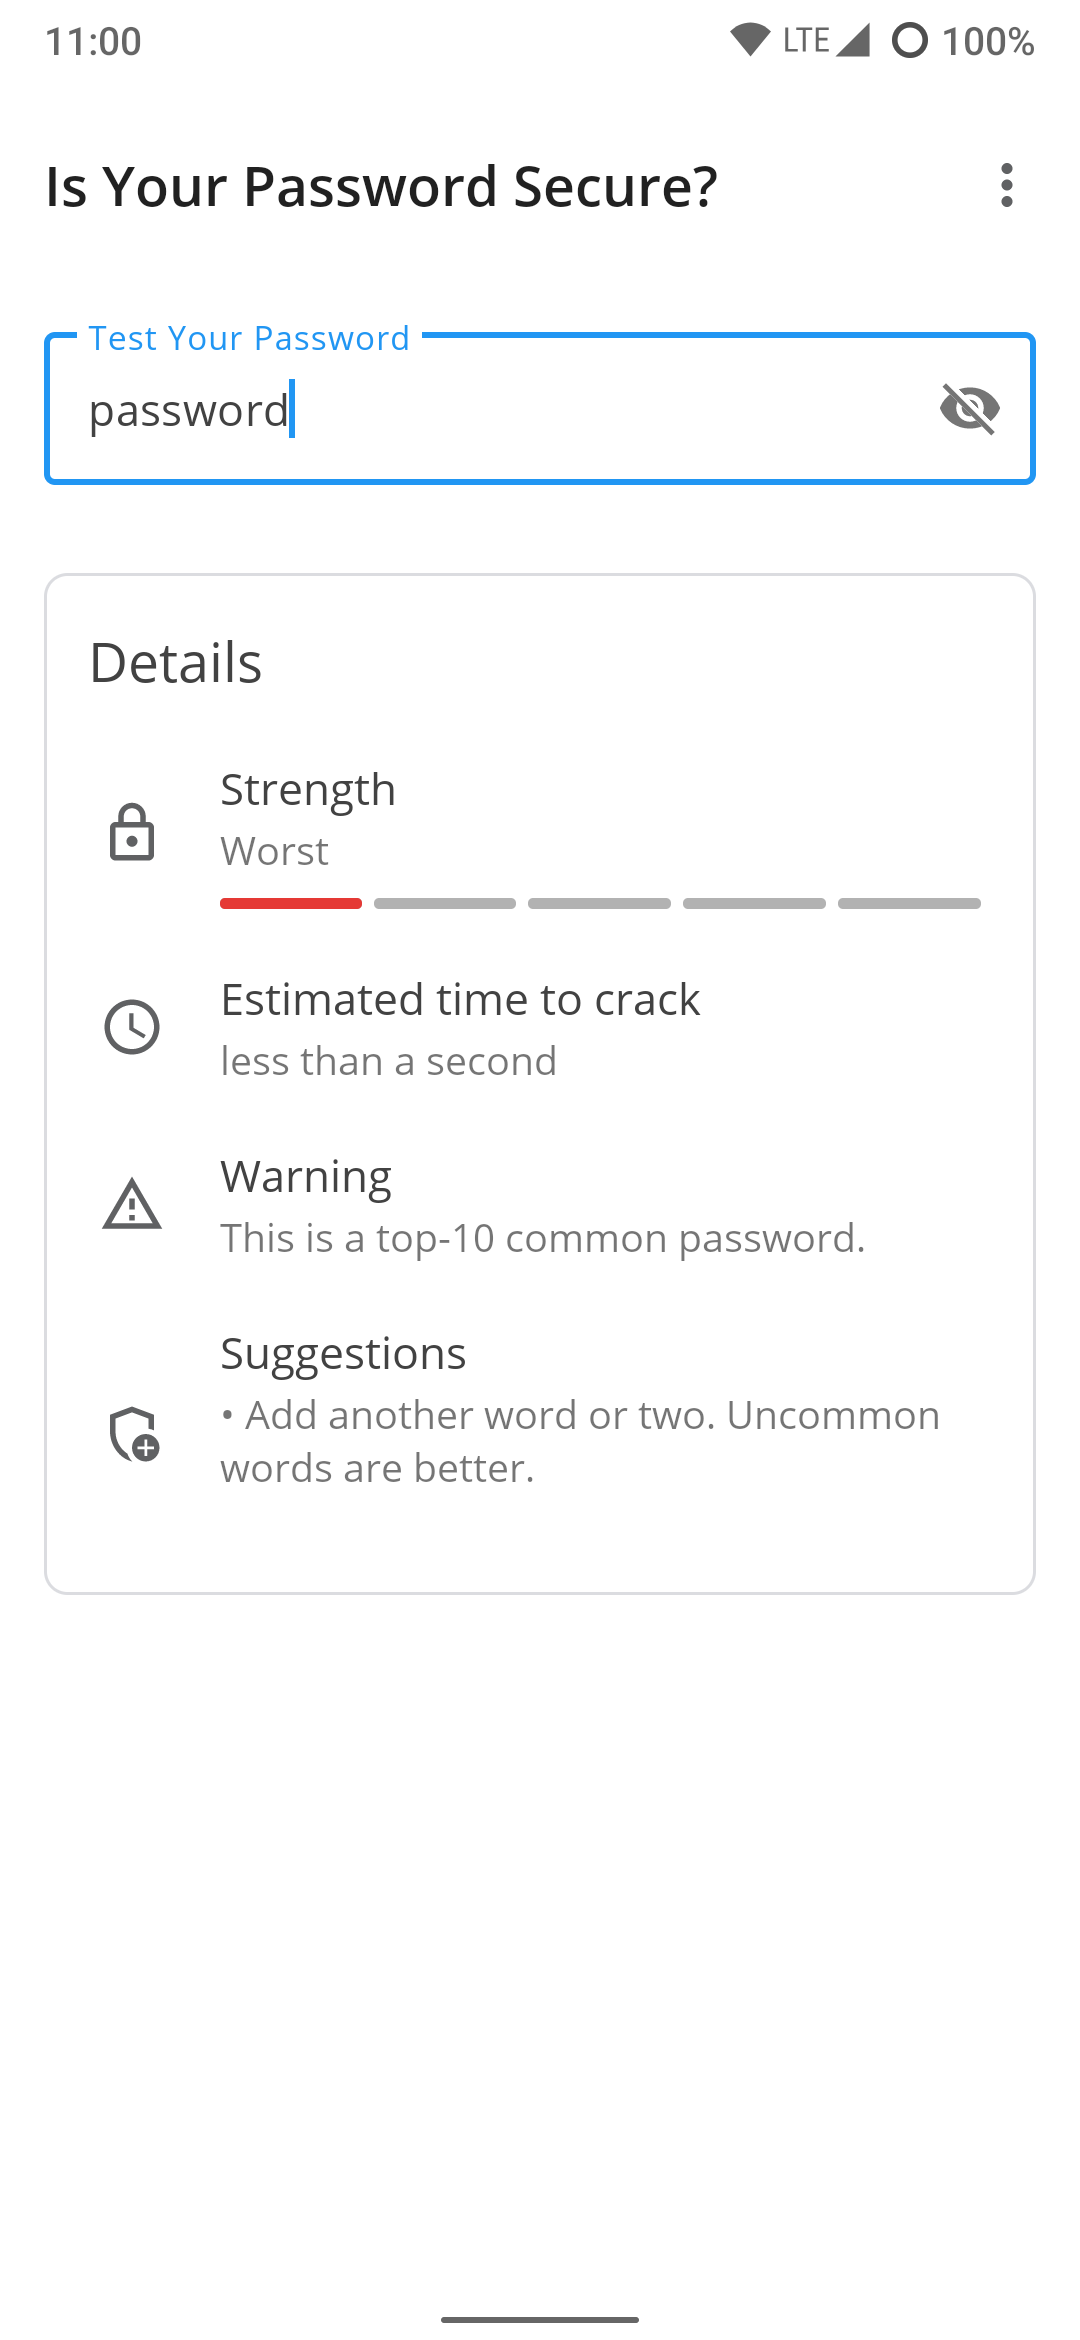 11:00
LTE 100%
Is Your Password Secure?
Test Your Password
password
Details
Strength
Worst
Estimated time to crack
less than a second
Warning
This is a top-10 common password.
Suggestions
• Add another word or two. Uncommon
words are better.